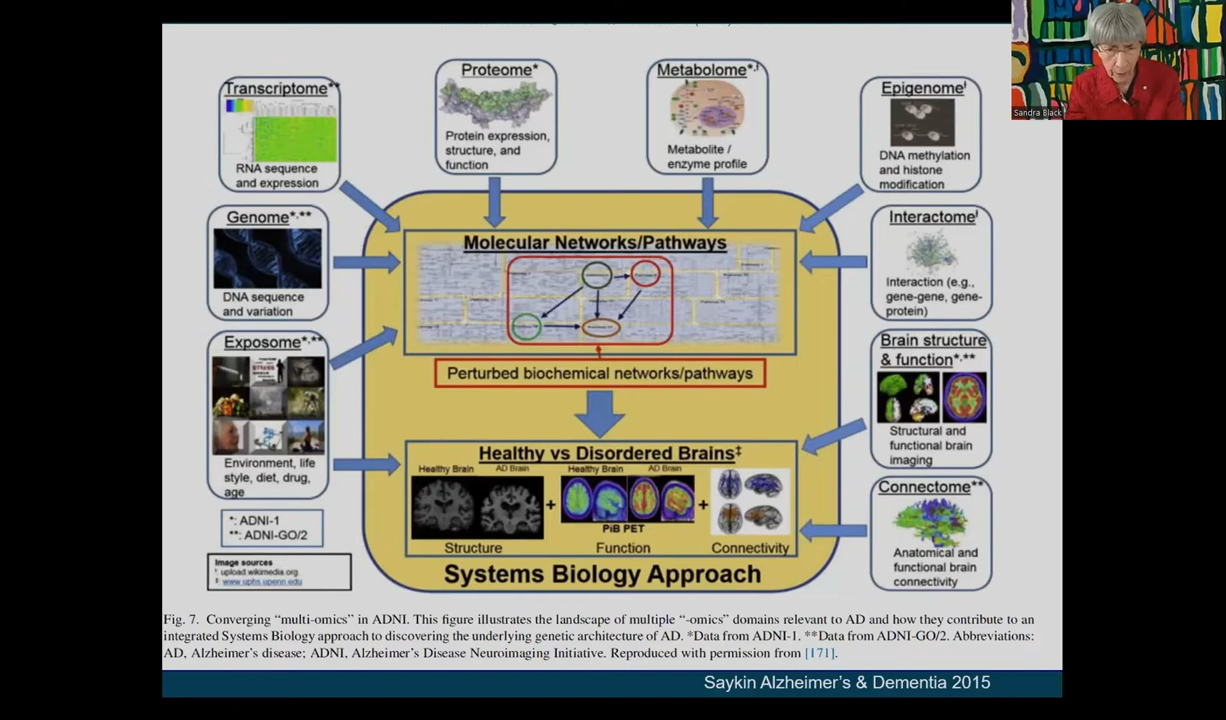 Sandra Black
Transcriptome**
RNA sequence
and expression
Proteome*
Protein expression,
structure, and
function
Metabolome*,ƚ
Metabolite /
enzyme profile
Epigenomeƚ
DNA methylation
and histone
modification
Genome*,**
DNA sequence
and variation
Interactomeƚ
Interaction (e.g.,
gene-gene, gene-
protein)
Exposome*,**
STRESS
Environment, life
style, diet, drug,
age
Brain structure
& function*,**
Structural and
functional brain
imaging
Connectome**
Anatomical and
functional brain
connectivity
Molecular Networks/Pathways
Perturbed biochemical networks/pathways
Healthy vs Disordered Brains‡
Healthy Brain AD Brain Healthy Brain AD Brain
+ +
PiB PET
Structure Function Connectivity
Systems Biology Approach
*: ADNI-1
**: ADNI-GO/2
Image sources
ƚ: upload.wikimedia.org
‡: www.uphs.upenn.edu
Fig. 7. Converging “multi-omics” in ADNI. This figure illustrates the landscape of multiple “-omics” domains relevant to AD and how they contribute to an
integrated Systems Biology approach to discovering the underlying genetic architecture of AD. *Data from ADNI-1. **Data from ADNI-GO/2. Abbreviations:
AD, Alzheimer’s disease; ADNI, Alzheimer’s Disease Neuroimaging Initiative. Reproduced with permission from [171].
Saykin Alzheimer’s & Dementia 2015